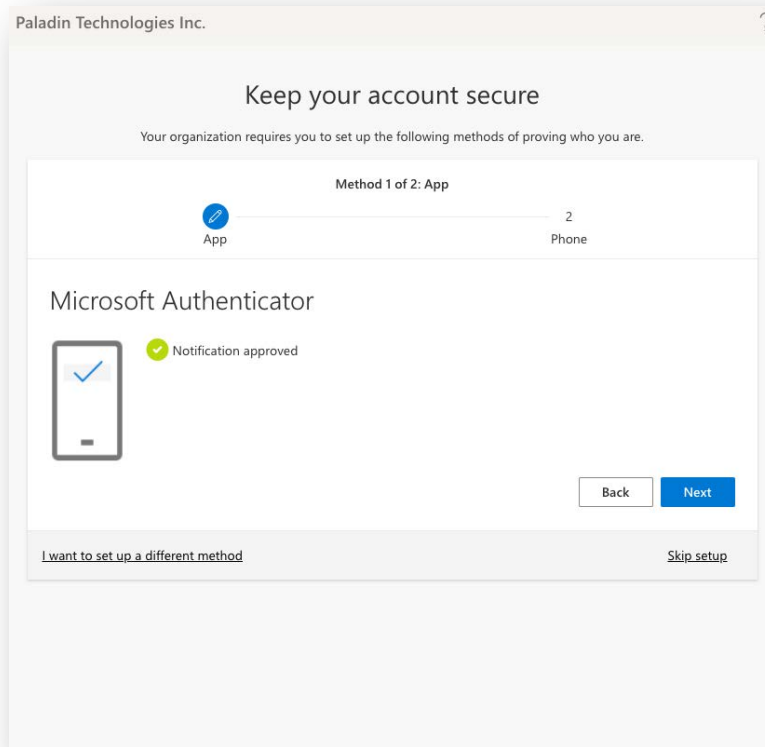 Paladin Technologies Inc.
Keep your account secure
Your organization requires you to set up the following methods of proving who you are.
Method 1 of 2: App
App
2
Phone
Microsoft Authenticator
Notification approved
Back Next
I want to set up a different method Skip setup